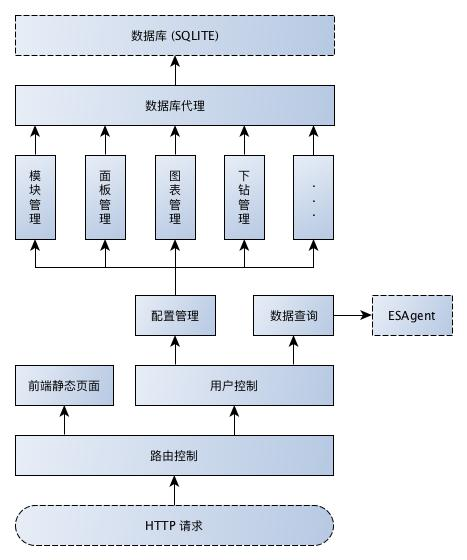 数据库 (SQLITE)
数据库代理
模块管理
面板管理
图表管理
下钻管理
...
配置管理
数据查询
ESAgent
前端静态页面
用户控制
路由控制
HTTP 请求